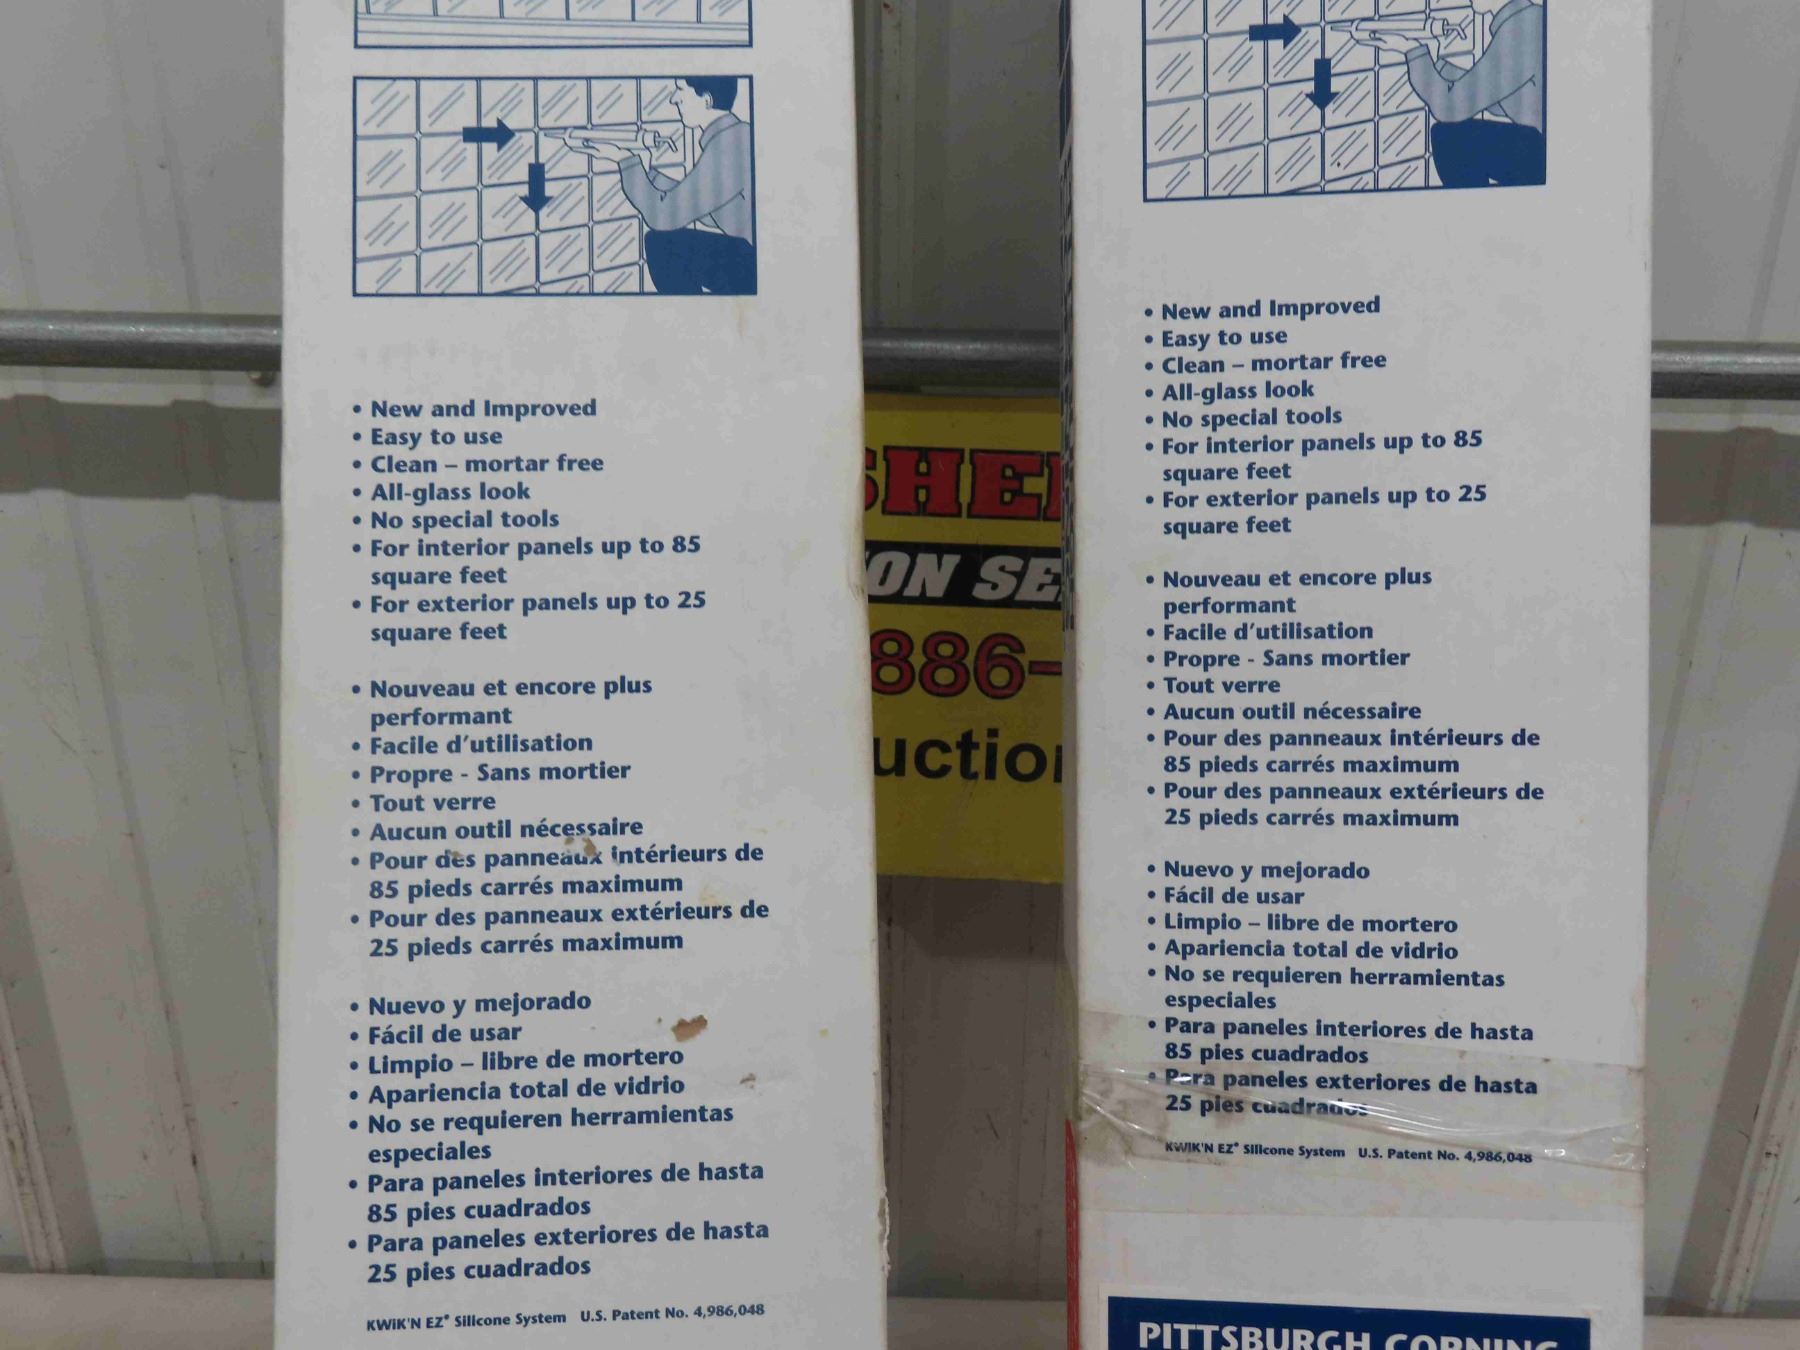 • New and Improved
• Easy to use
• Clean – mortar free
• All-glass look
• No special tools
• For interior panels up to 85
square feet
• For exterior panels up to 25
square feet
• Nouveau et encore plus
performant
• Facile d'utilisation
• Propre - Sans mortier
• Tout verre
• Aucun outil nécessaire
• Pour des panneaux intérieurs de
85 pieds carrés maximum
• Pour des panneaux extérieurs de
25 pieds carrés maximum
• Nuevo y mejorado
• Fácil de usar
• Limpio – libre de mortero
• Apariencia total de vidrio
• No se requieren herramientas
especiales
• Para paneles interiores de hasta
85 pies cuadrados
• Para paneles exteriores de hasta
25 pies cuadrados
KWiK'N EZ® Silicone System U.S. Patent No. 4,986,048
SHE
ON SE
886-
uctio
• New and Improved
• Easy to use
• Clean – mortar free
• All-glass look
• No special tools
• For interior panels up to 85
square feet
• For exterior panels up to 25
square feet
• Nouveau et encore plus
performant
• Facile d'utilisation
• Propre - Sans mortier
• Tout verre
• Aucun outil nécessaire
• Pour des panneaux intérieurs de
85 pieds carrés maximum
• Pour des panneaux extérieurs de
25 pieds carrés maximum
• Nuevo y mejorado
• Fácil de usar
• Limpio – libre de mortero
• Apariencia total de vidrio
• No se requieren herramientas
especiales
• Para paneles interiores de hasta
85 pies cuadrados
• Para paneles exteriores de hasta
25 pies cuadrados
KWiK'N EZ® Silicone System U.S. Patent No. 4,986,048
PITTSBURGH CORNING